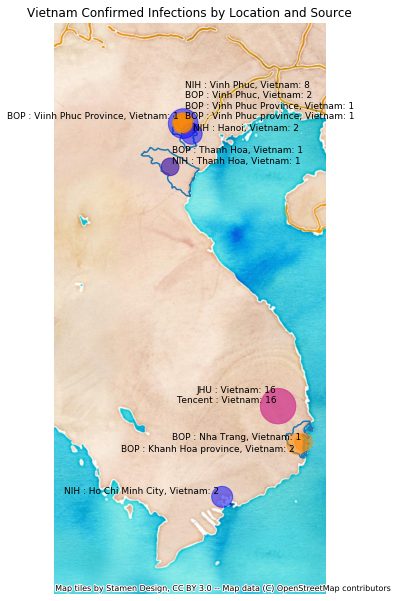 Vietnam Confirmed Infections by Location and Source
NIH : Vinh Phuc, Vietnam: 8
BOP : Vinh Phuc, Vietnam: 2
BOP : Vinh Phuc Province, Vietnam: 1
BOP : Viinh Phuc Province, Vietnam: 1
BOP : Vinh Phuc province, Vietnam: 1
NIH : Hanoi, Vietnam: 2
BOP : Thanh Hoa, Vietnam: 1
NIH : Thanh Hoa, Vietnam: 1
JHU : Vietnam: 16
Tencent : Vietnam: 16
BOP : Nha Trang, Vietnam: 1
BOP : Khanh Hoa province, Vietnam: 2
NIH : Ho Chi Minh City, Vietnam: 2
Map tiles by Stamen Design, CC BY 3.0 -- Map data (C) OpenStreetMap contributors